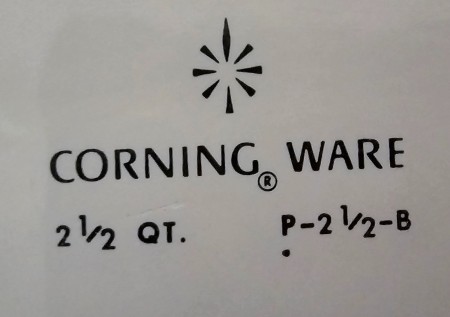 CORNING® WARE
2 1/2 QT. P-2 1/2-B